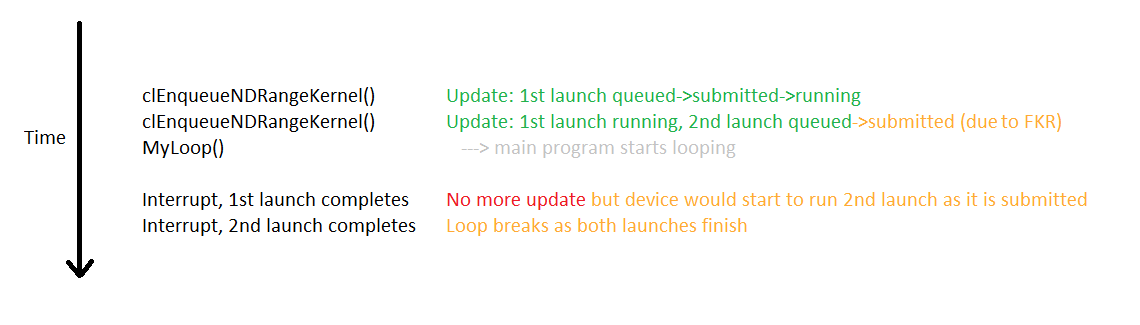 clEnqueueNDRangeKernel() Update: 1st launch queued->submitted->running
clEnqueueNDRangeKernel() Update: 1st launch running, 2nd launch queued->submitted (due to FKR)
Time
MyLoop() ---> main program starts looping
Interrupt, 1st launch completes No more update but device would start to run 2nd launch as it is submitted
Interrupt, 2nd launch completes Loop breaks as both launches finish